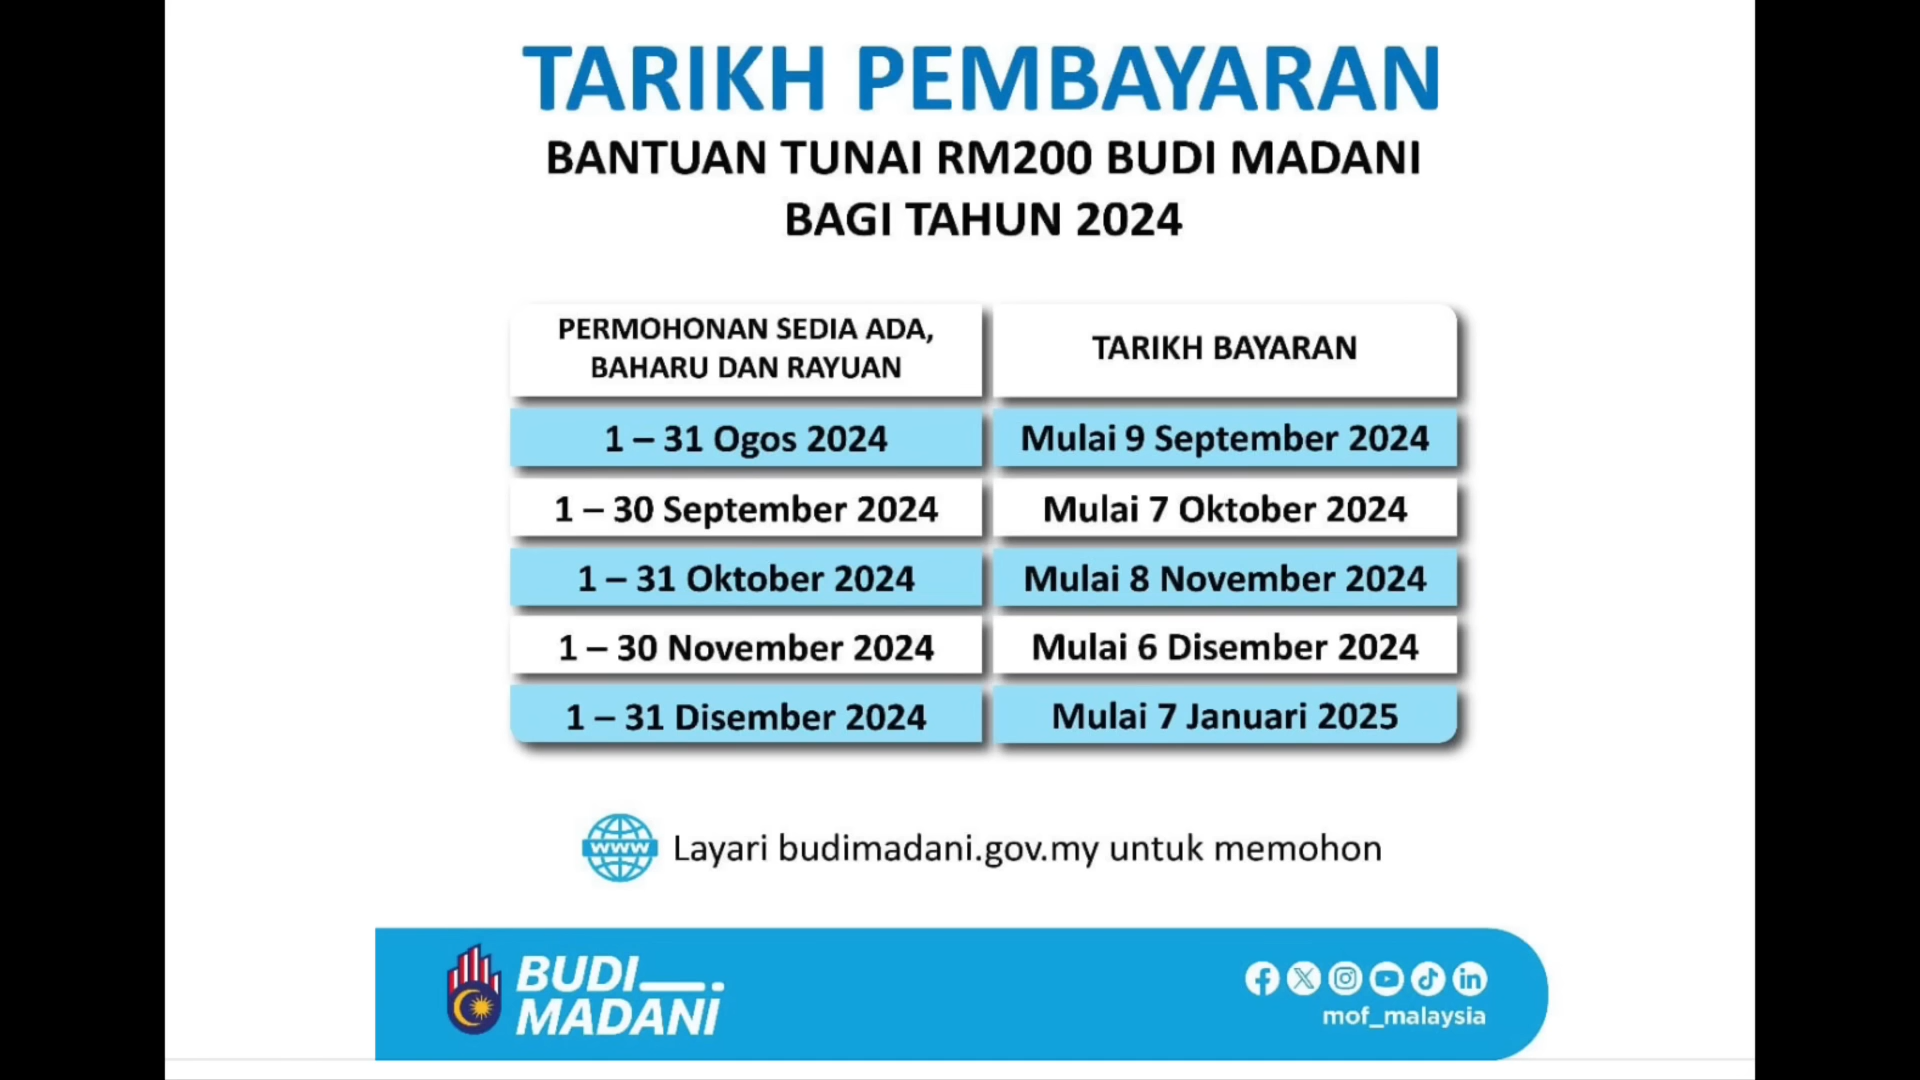 TARIKH PEMBAYARAN
BANTUAN TUNAI RM200 BUDI MADANI
BAGI TAHUN 2024
PERMOHONAN SEDIA ADA,
BAHARU DAN RAYUAN
TARIKH BAYARAN
1 – 31 Ogos 2024
Mulai 9 September 2024
1 – 30 September 2024
Mulai 7 Oktober 2024
1 – 31 Oktober 2024
Mulai 8 November 2024
1 – 30 November 2024
Mulai 6 Disember 2024
1 – 31 Disember 2024
Mulai 7 Januari 2025
www
Layari budimadani.gov.my untuk memohon
BUDI
MADANI
mof_malaysia